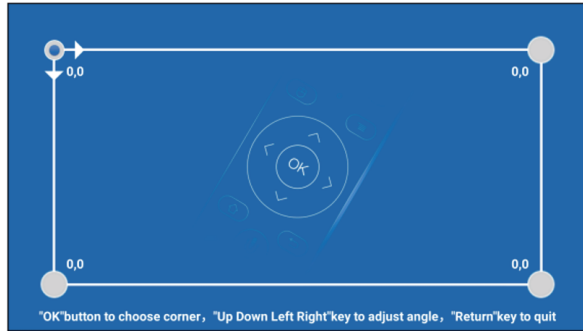 0,0
0,0
OK
0,0
0,0
"OK"button to choose corner，"Up Down Left Right"key to adjust angle，"Return"key to quit